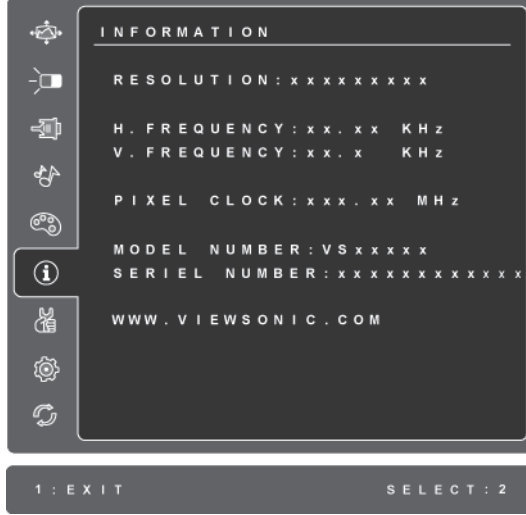 INFORMATION
RESOLUTION:xxxxxxxxx
H.FREQUENCY:xx.xx KHz
V.FREQUENCY:xx.x KHz
PIXEL CLOCK:xxx.xx MHz
MODEL NUMBER:VSxxxxx
SERIEL NUMBER:xxxxxxxxxxxx
WWW.VIEWSONIC.COM
1:EXIT SELECT:2